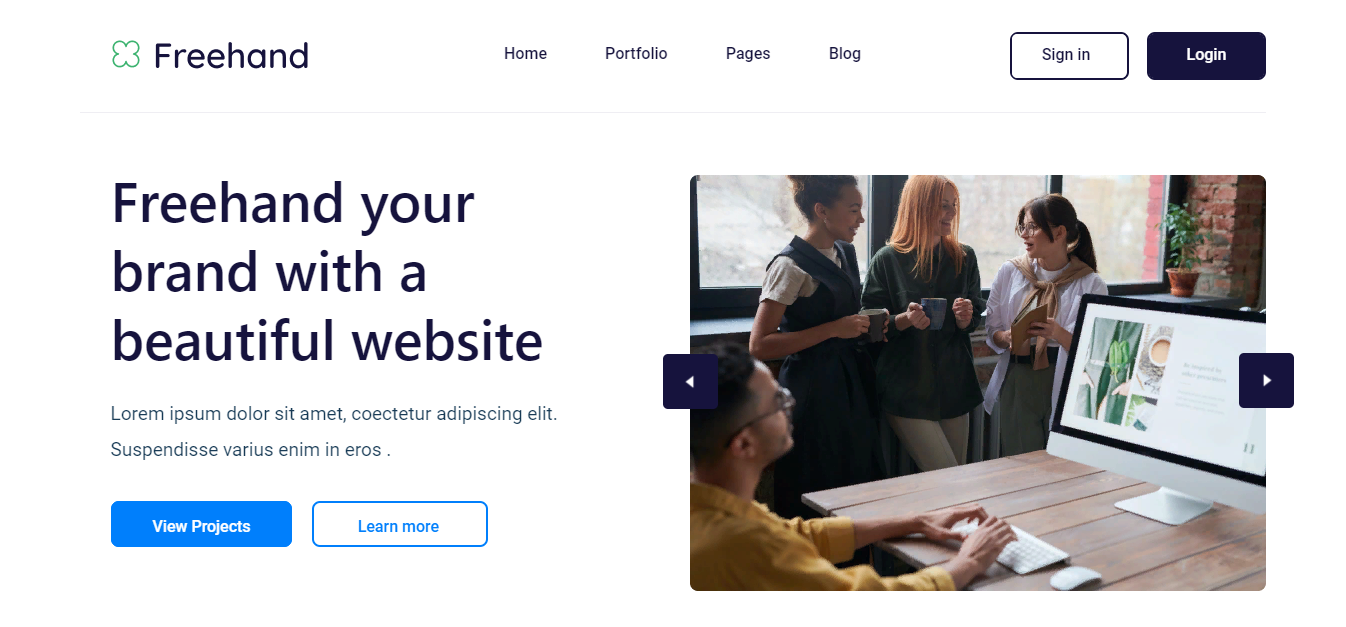 Freehand
Home Portfolio Pages Blog
Sign in Login
Freehand your
brand with a
beautiful website
Lorem ipsum dolor sit amet, coectetur adipiscing elit.
Suspendisse varius enim in eros .
View Projects Learn more